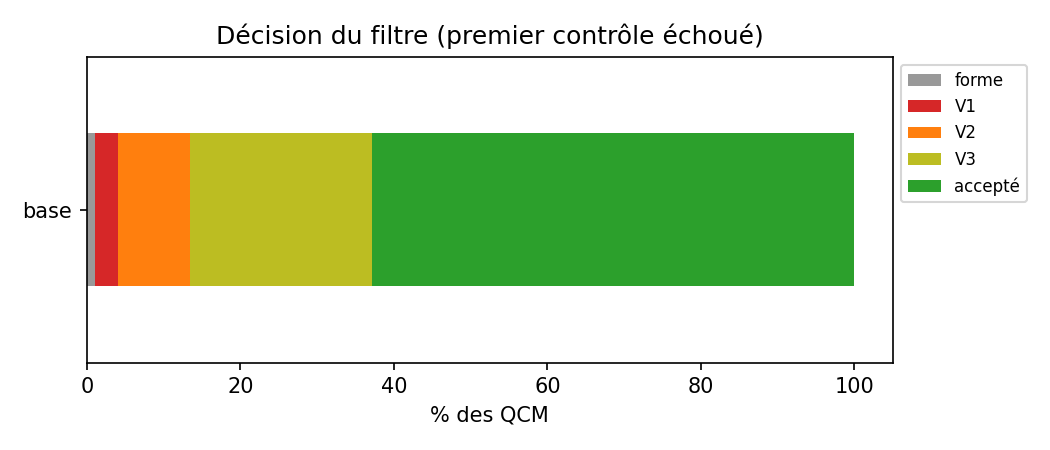 Décision du filtre (premier contrôle échoué)
forme
V1
V2
V3
accepté
base
0 20 40 60 80 100
% des QCM